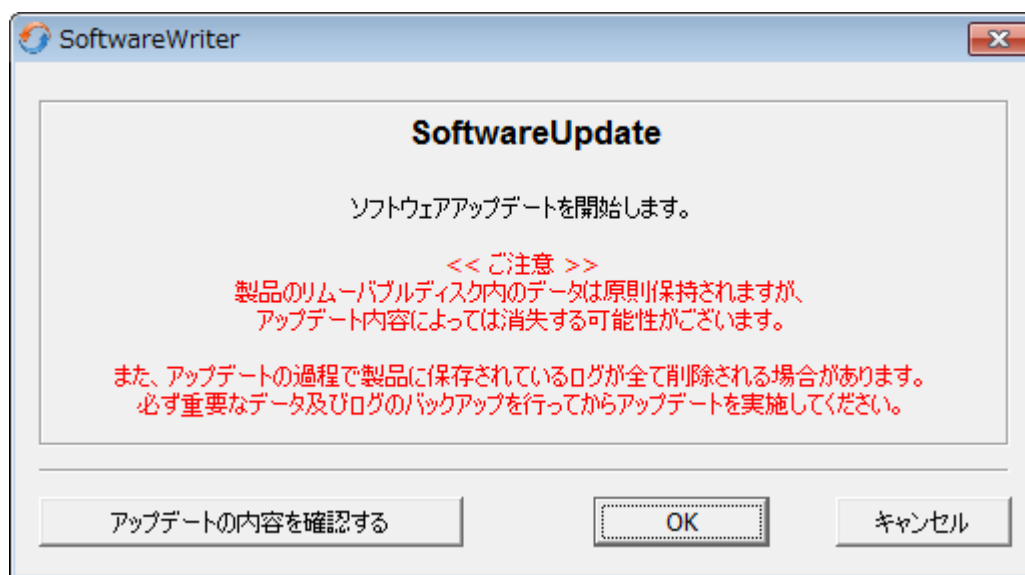 SoftwareWriter
SoftwareUpdate
ソフトウェアアップデートを開始します。
<< ご注意 >>
製品のリムーバブルディスク内のデータは原則保持されますが、
アップデート内容によっては消失する可能性がございます。
また、アップデートの過程で製品に保存されているログが全て削除される場合があります。
必ず重要なデータ及びログのバックアップを行ってからアップデートを実施してください。
アップデートの内容を確認する
OK
キャンセル